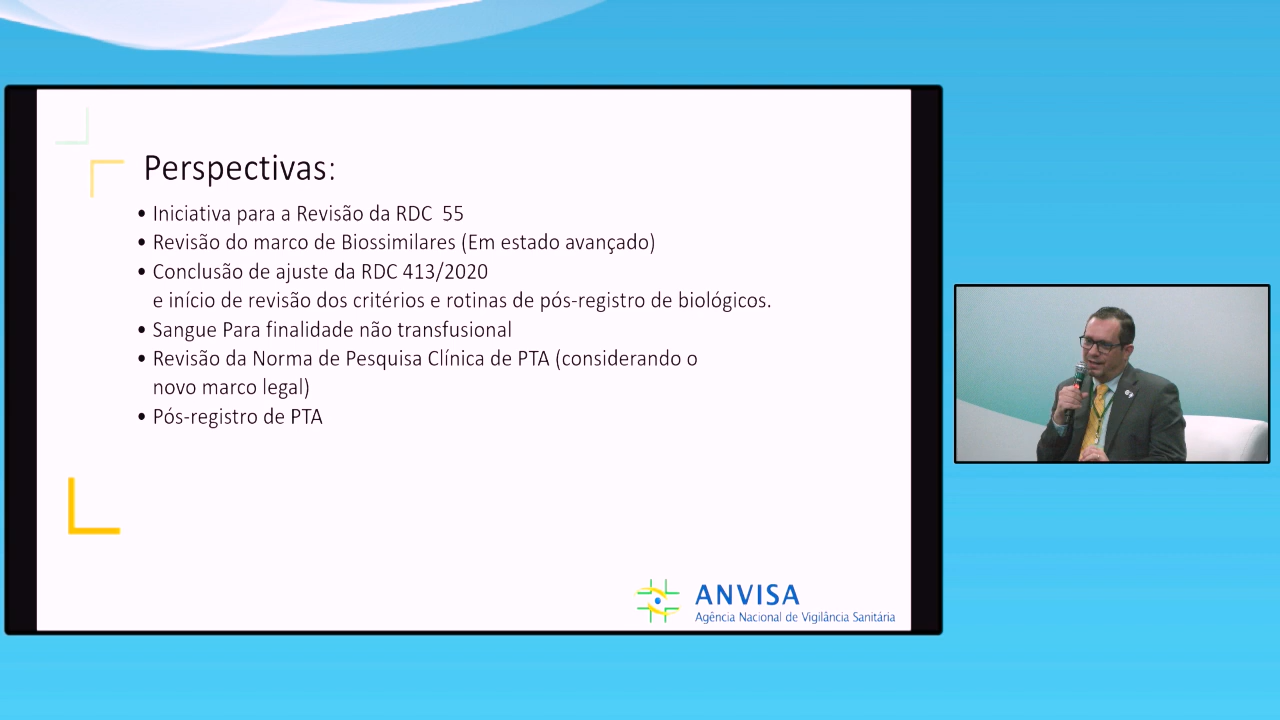 Perspectivas:
• Iniciativa para a Revisão da RDC  55
• Revisão do marco de Biossimilares (Em estado avançado)
• Conclusão de ajuste da RDC 413/2020
e início de revisão dos critérios e rotinas de pós-registro de biológicos.
• Sangue Para finalidade não transfusional
• Revisão da Norma de Pesquisa Clínica de PTA (considerando o
novo marco legal)
• Pós-registro de PTA
ANVISA
Agência Nacional de Vigilância Sanitária